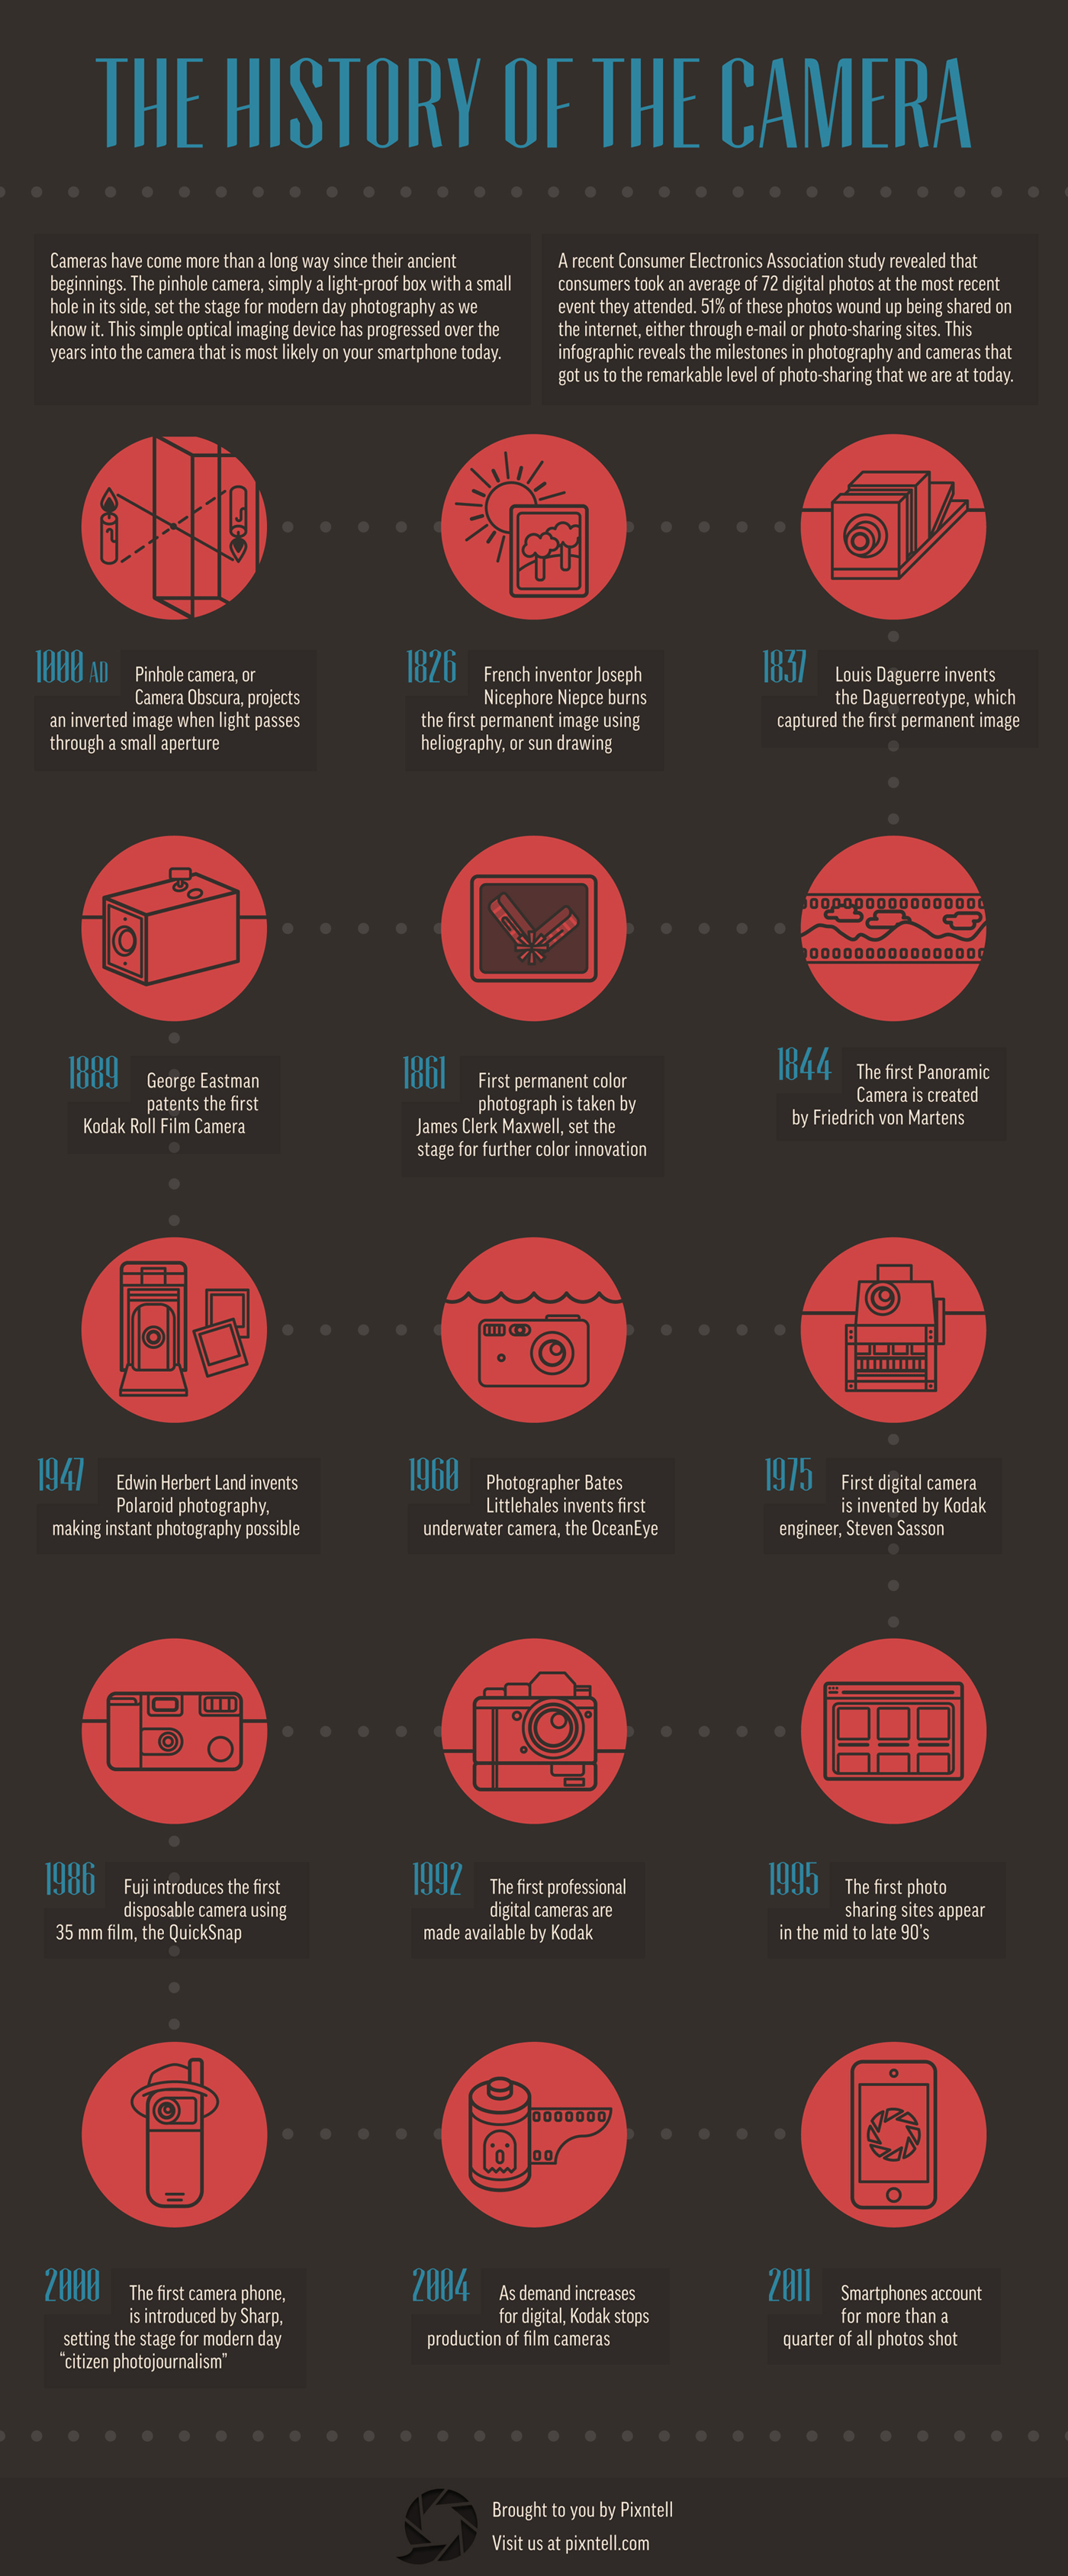 THE HISTORY OF THE CAMERA
Cameras have come more than a long way since their ancient
beginnings. The pinhole camera, simply a light-proof box with a small
hole in its side, set the stage for modern day photography as we
know it. This simple optical imaging device has progressed over the
years into the camera that is most likely on your smartphone today.
A recent Consumer Electronics Association study revealed that
consumers took an average of 72 digital photos at the most recent
event they attended. 51% of these photos wound up being shared on
the internet, either through e-mail or photo-sharing sites. This
infographic reveals the milestones in photography and cameras that
got us to the remarkable level of photo-sharing that we are at today.
1000 AD
Pinhole camera, or
Camera Obscura, projects
an inverted image when light passes
through a small aperture
1826
French inventor Joseph
Nicephore Niepce burns
the first permanent image using
heliography, or sun drawing
1837
Louis Daguerre invents
the Daguerreotype, which
captured the first permanent image
1889
George Eastman
patents the first
Kodak Roll Film Camera
1861
First permanent color
photograph is taken by
James Clerk Maxwell, set the
stage for further color innovation
1844
The first Panoramic
Camera is created
by Friedrich von Martens
1947
Edwin Herbert Land invents
Polaroid photography,
making instant photography possible
1960
Photographer Bates
Littlehales invents first
underwater camera, the OceanEye
1975
First digital camera
is invented by Kodak
engineer, Steven Sasson
1986
Fuji introduces the first
disposable camera using
35 mm film, the QuickSnap
1992
The first professional
digital cameras are
made available by Kodak
1995
The first photo
sharing sites appear
in the mid to late 90's
2000
The first camera phone,
is introduced by Sharp,
setting the stage for modern day
“citizen photojournalism”
2004
As demand increases
for digital, Kodak stops
production of film cameras
2011
Smartphones account
for more than a
quarter of all photos shot
Brought to you by Pixntell
Visit us at pixntell.com